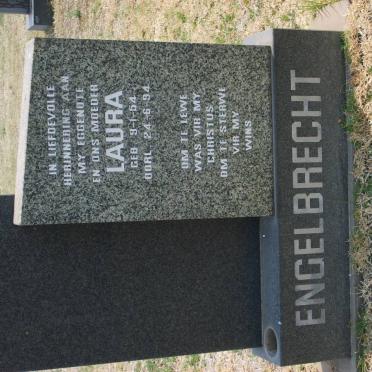 IN LIEFDEVOLLE
HERINNERING AAN
MY EGGENOTE
EN ONS MOEDER
LAURA
GEB. 9-1-54
OORL. 24-6-94
OM TE LEWE
WAS VIR MY
CHRISTUS,
OM TE STERWE
VIR MY
WINS
ENGELBRECHT